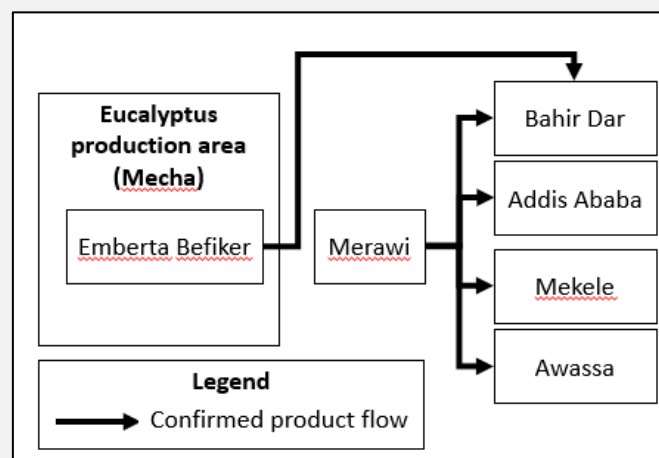 Eucalyptus
production area
(Mecha)
Emberta Befiker
Merawi
Bahir Dar
Addis Ababa
Mekele
Awassa
Legend
Confirmed product flow